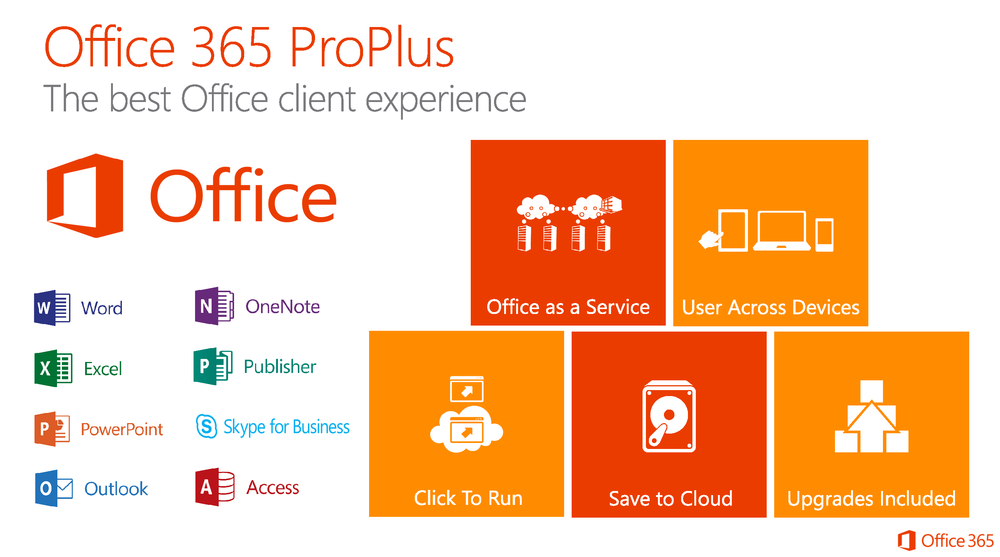 Office 365 ProPlus
The best Office client experience
Office
W Word
N OneNote
X Excel
P Publisher
P PowerPoint
S Skype for Business
O Outlook
A Access
Office as a Service
User Across Devices
Click To Run
Save to Cloud
Upgrades Included
Office 365